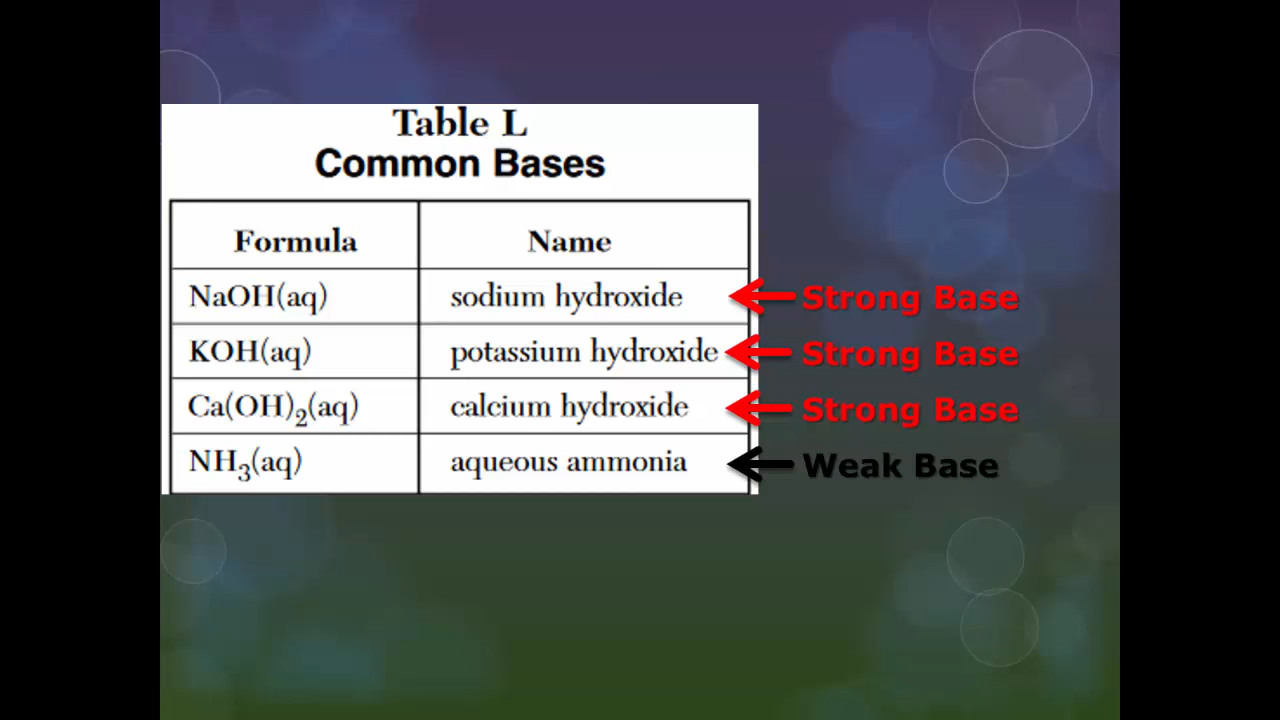 Table L
Common Bases
Formula Name
NaOH(aq) sodium hydroxide Strong Base
KOH(aq) potassium hydroxide Strong Base
Ca(OH)₂(aq) calcium hydroxide Strong Base
NH₃(aq) aqueous ammonia Weak Base